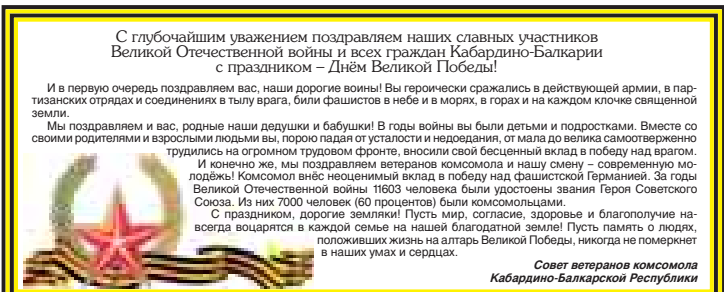 С глубочайшим уважением поздравляем наших славных участников
Великой Отечественной войны и всех граждан Кабардино-Балкарии
с праздником – Днём Великой Победы!
И в первую очередь поздравляем вас, наши дорогие воины! Вы героически сражались в действующей армии, в пар-
тизанских отрядах и соединениях в тылу врага, били фашистов в небе и в морях, в горах и на каждом клочке священной
земли.
Мы поздравляем и вас, родные наши дедушки и бабушки! В годы войны вы были детьми и подростками. Вместе со
своими родителями и взрослыми людьми вы, порою падая от усталости и недоедания, от мала до велика самоотверженно
трудились на огромном трудовом фронте, вносили свой бесценный вклад в победу над врагом.
И конечно же, мы поздравляем ветеранов комсомола и нашу смену – современную мо-
лодёжь! Комсомол внёс неоценимый вклад в победу над фашистской Германией. За годы
Великой Отечественной войны 11603 человека были удостоены звания Героя Советского
Союза. Из них 7000 человек (60 процентов) были комсомольцами.
С праздником, дорогие земляки! Пусть мир, согласие, здоровье и благополучие на-
всегда воцарятся в каждой семье на нашей благодатной земле! Пусть память о людях,
положивших жизнь на алтарь Великой Победы, никогда не померкнет
в наших умах и сердцах.
Совет ветеранов комсомола
Кабардино-Балкарской Республики